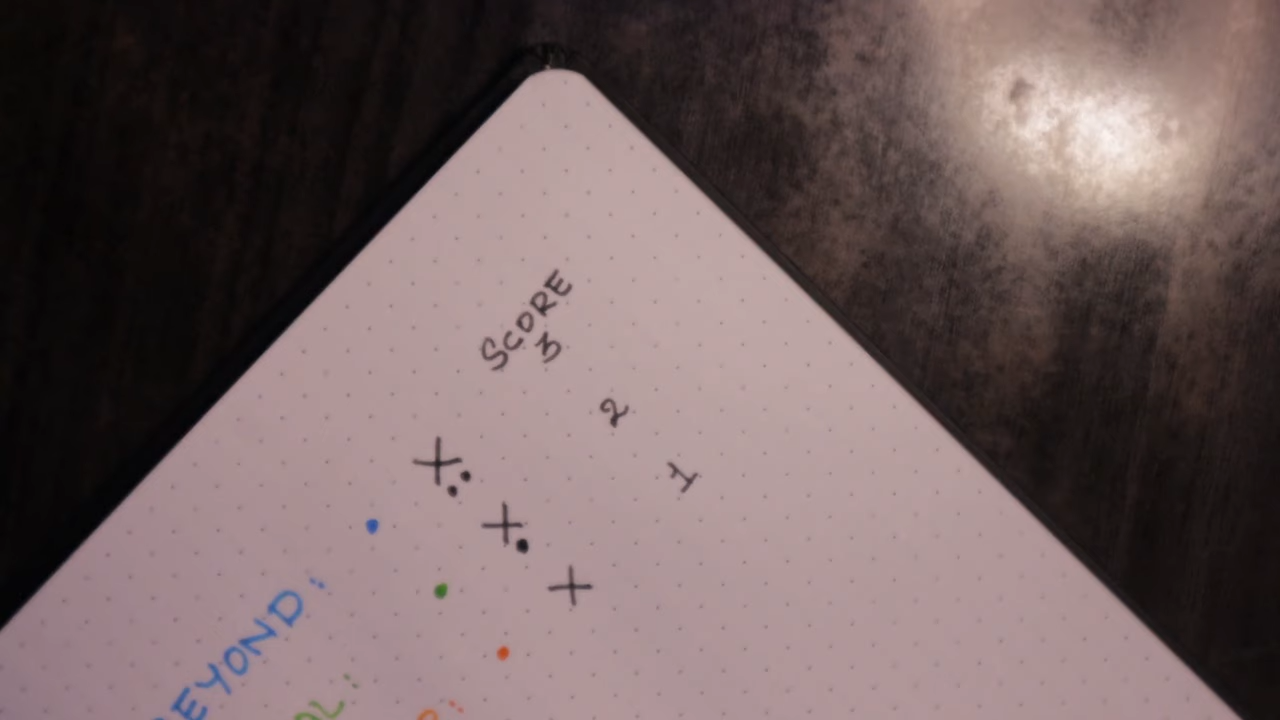 SCORE
BEYOND: • X: 3
• X. 2
• X 1